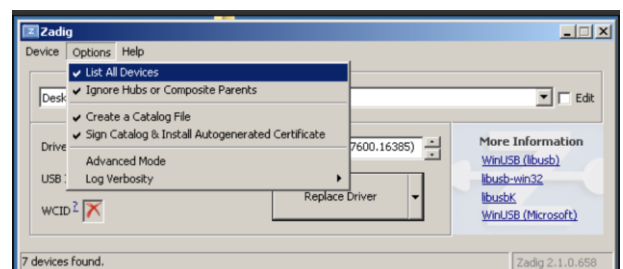 Zadig
Device Options Help
List All Devices
Ignore Hubs or Composite Parents
Desk
Edit
Create a Catalog File
Sign Catalog & Install Autogenerated Certificate
Drive
7600.16385)
More Information
WinUSB (libusb)
Advanced Mode
USB
Log Verbosity
libusb-win32
Replace Driver
libusbK
WCID ?
WinUSB (Microsoft)
7 devices found.
Zadig 2.1.0.658